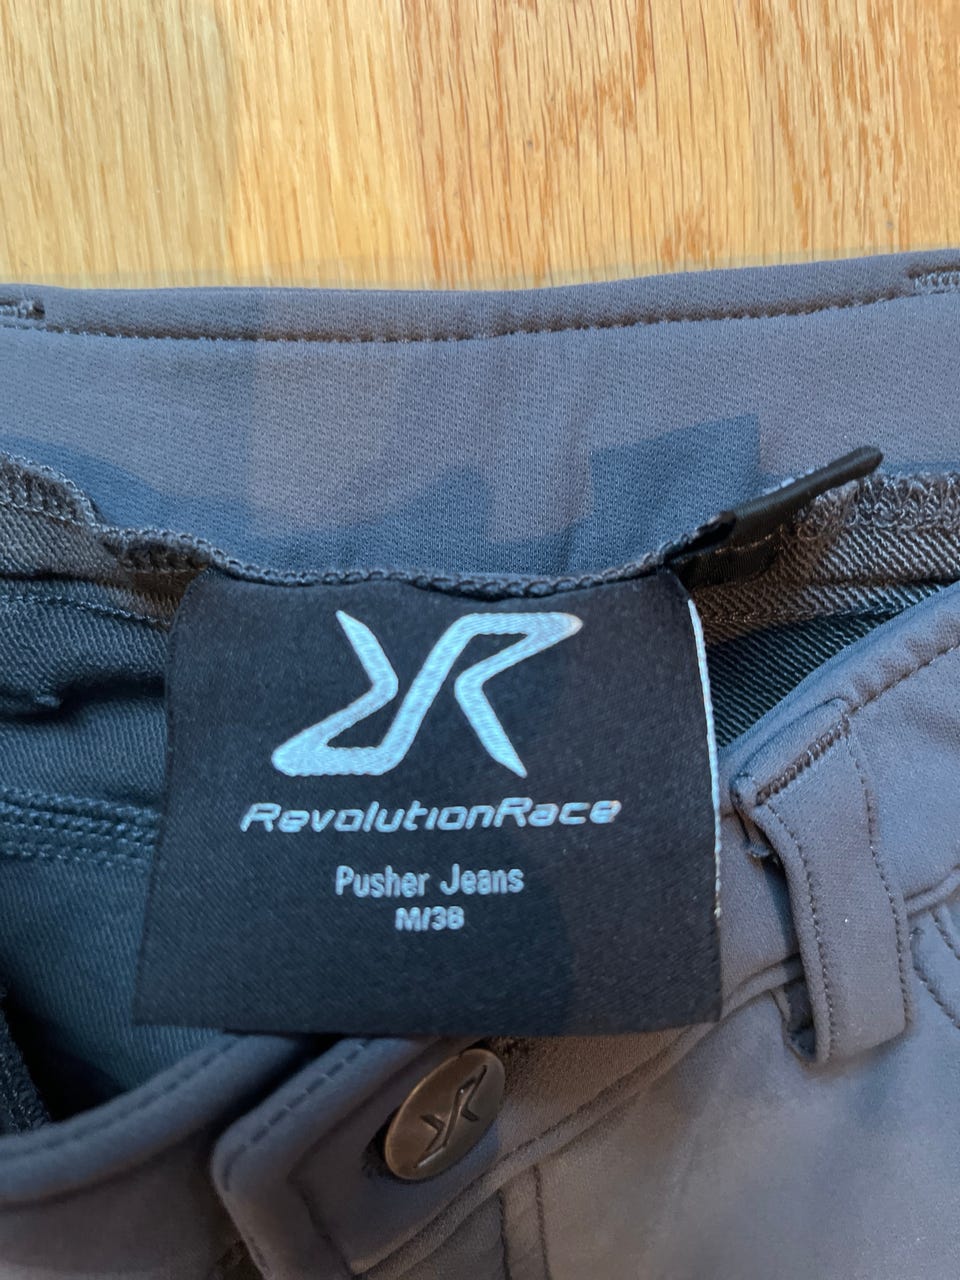 RevolutionRace
Pusher Jeans
M/38